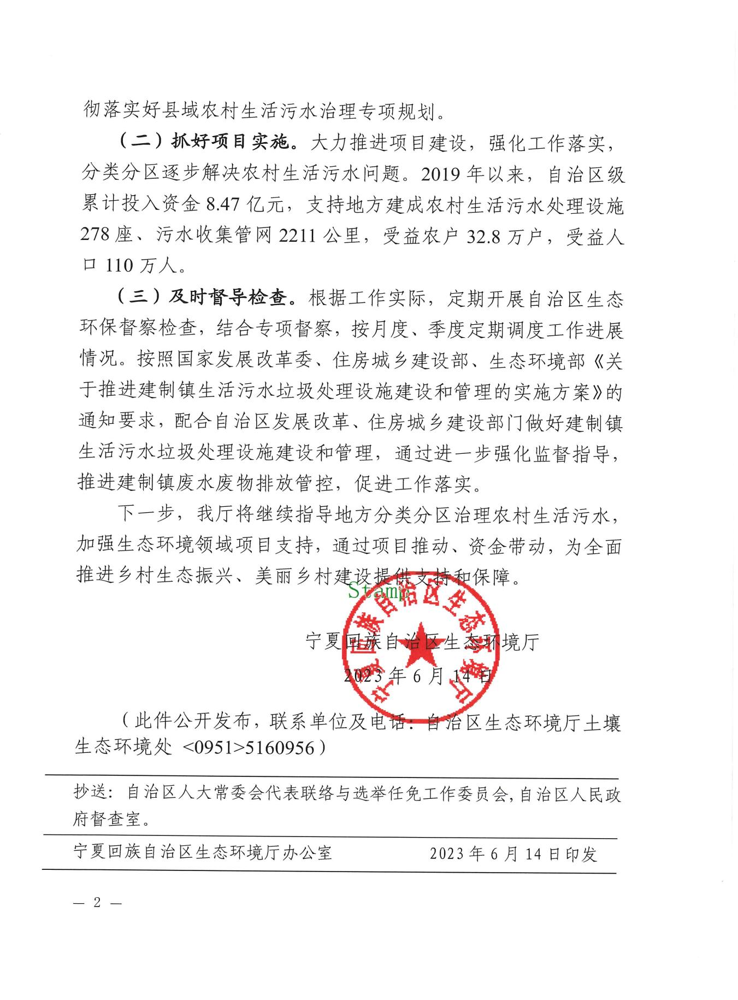 彻落实好县域农村生活污水治理专项规划。
（二）抓好项目实施。大力推进项目建设，强化工作落实，
分类分区逐步解决农村生活污水问题。2019 年以来，自治区级
累计投入资金 8.47 亿元，支持地方建成农村生活污水处理设施
278 座、污水收集管网 2211 公里，受益农户 32.8 万户，受益人
口 110 万人。
（三）及时督导检查。根据工作实际，定期开展自治区生态
环保督察检查，结合专项督察，按月度、季度定期调度工作进展
情况。按照国家发展改革委、住房城乡建设部、生态环境部《关
于推进建制镇生活污水垃圾处理设施建设和管理的实施方案》的
通知要求，配合自治区发展改革、住房城乡建设部门做好建制镇
生活污水垃圾处理设施建设和管理，通过进一步强化监督指导，
推进建制镇废水废物排放管控，促进工作落实。
下一步，我厅将继续指导地方分类分区治理农村生活污水，
加强生态环境领域项目支持，通过项目推动、资金带动，为全面
推进乡村生态振兴、美丽乡村建设提供支持和保障。
Stamp
宁夏回族自治区生态环境厅
宁夏回族自治区生态环境厅
2023 年 6 月 14 日
（此件公开发布，联系单位及电话：自治区生态环境厅土壤
生态环境处 <0951>5160956）
抄送：自治区人大常委会代表联络与选举任免工作委员会,自治区人民政
府督查室。
宁夏回族自治区生态环境厅办公室 2023 年 6 月 14 日印发
— 2 —